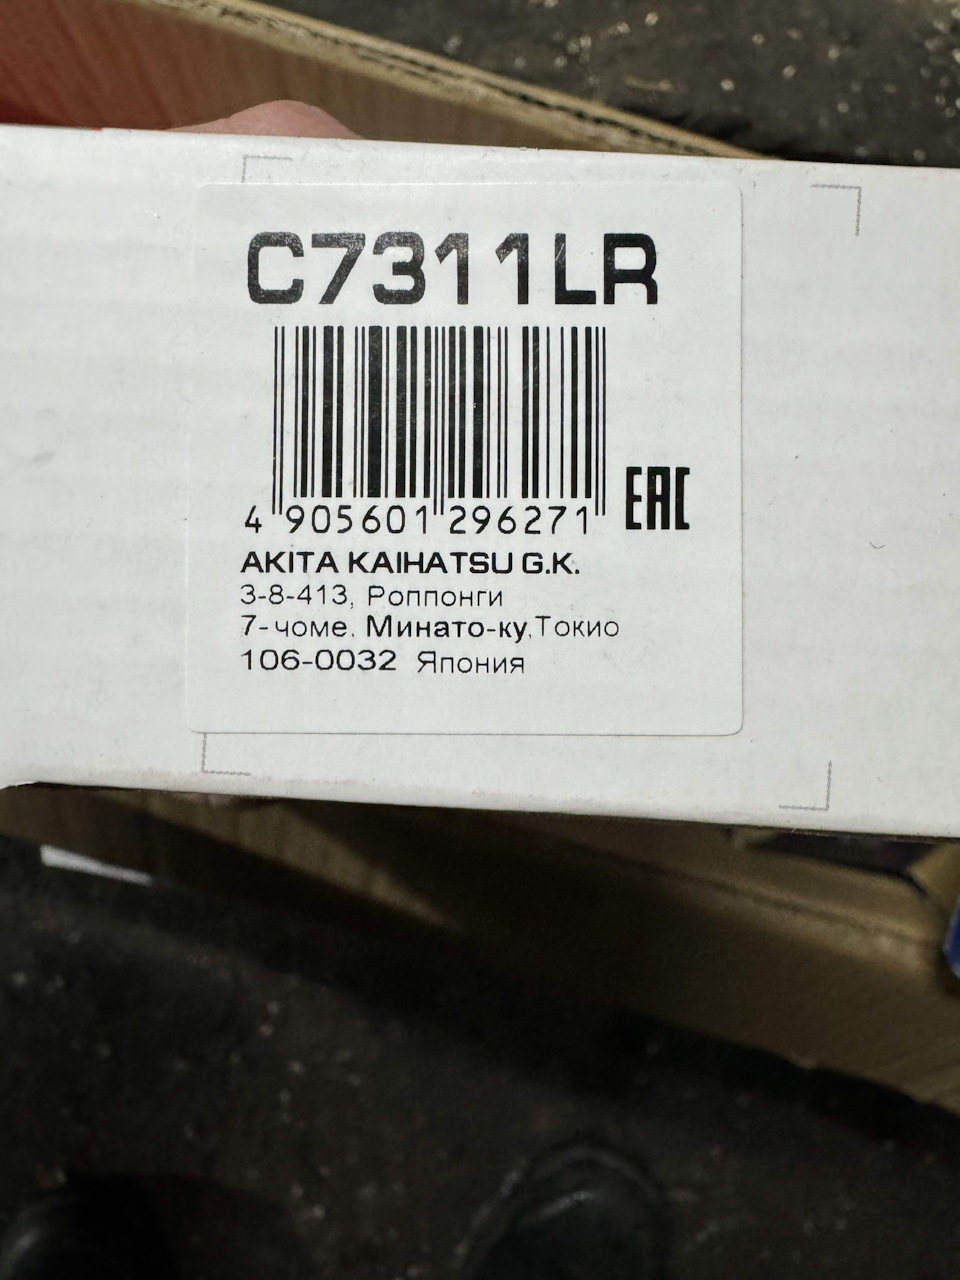 C7311LR
4 905601 296271
EAC
AKITA KAIHATSU G.K.
3-8-413, Роппонги
7-чоме, Минато-ку,Токио
106-0032 Япония